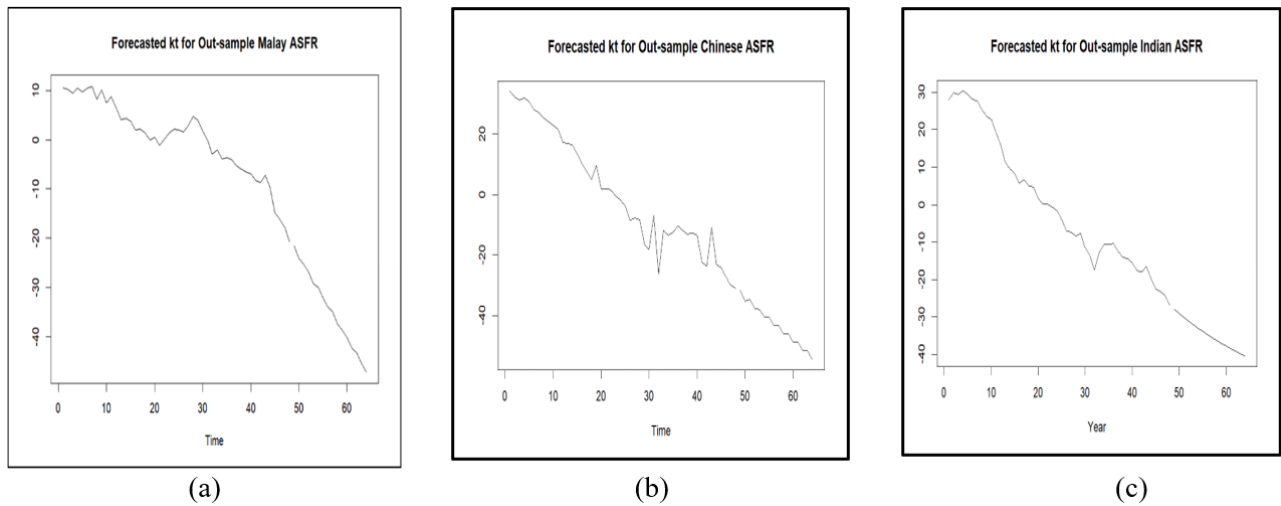 Forecasted kt for Out-sample Malay ASFR
10
0
-10
-20
-30
-40
0 10 20 30 40 50 60
Time
(a)
Forecasted kt for Out-sample Chinese ASFR
20
0
-20
-40
0 10 20 30 40 50 60
Time
(b)
Forecasted kt for Out-sample Indian ASFR
30
20
10
0
-10
-20
-30
-40
0 10 20 30 40 50 60
Year
(c)